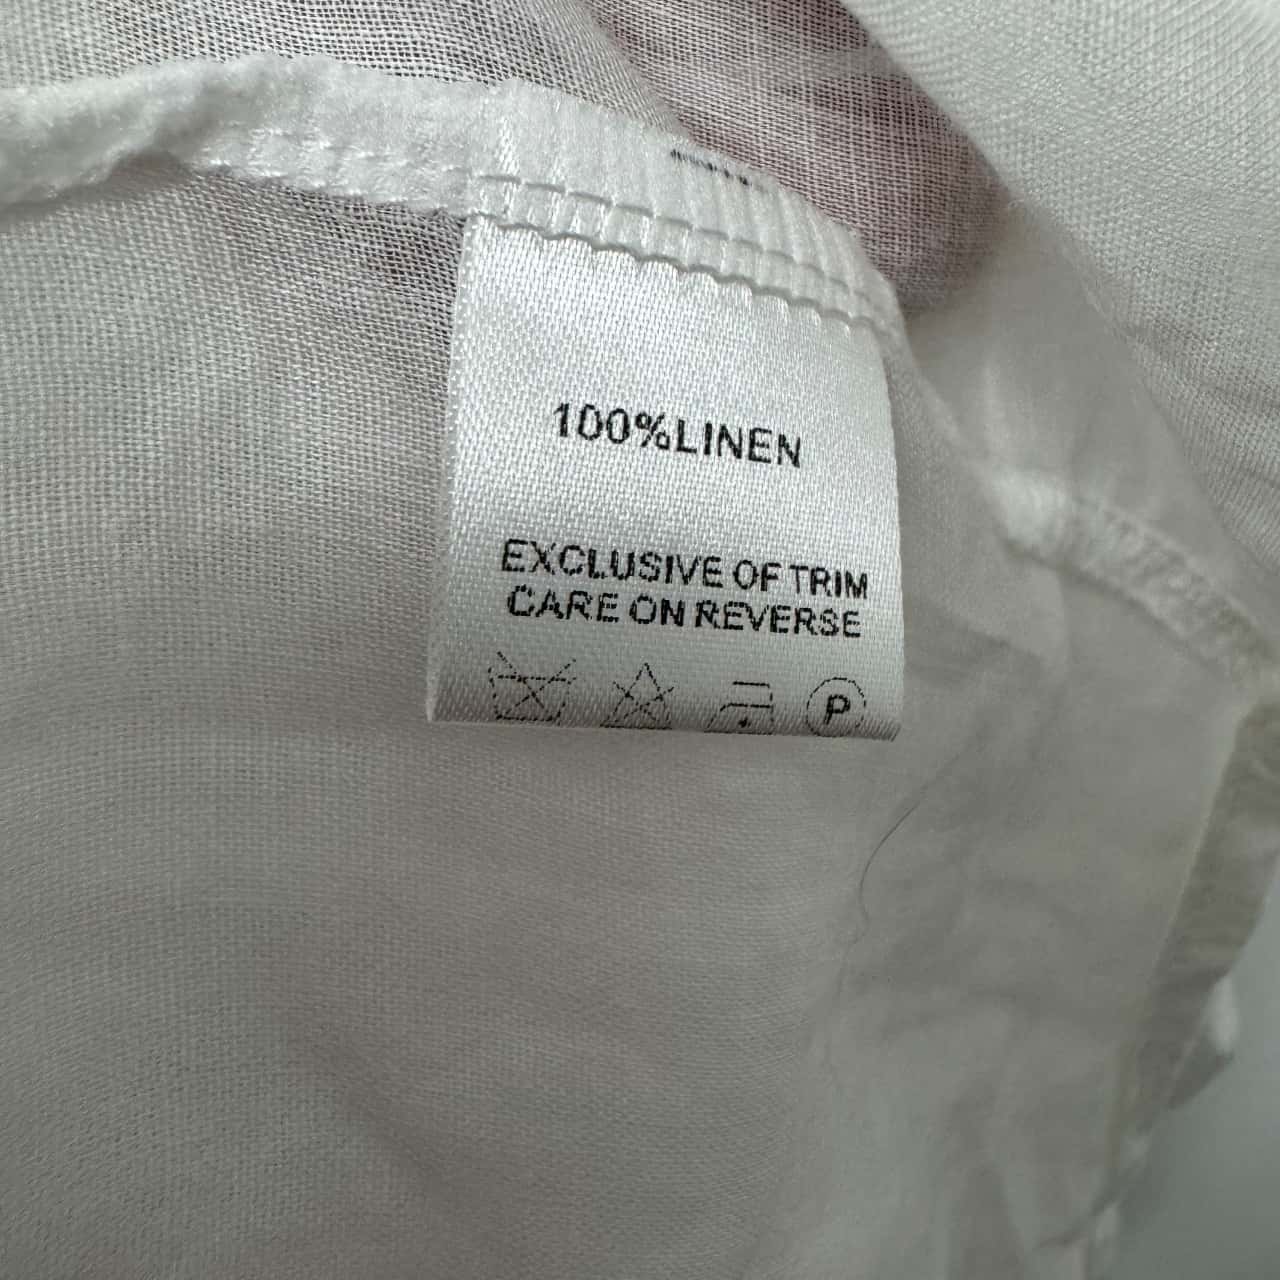 100%LINEN
EXCLUSIVE OF TRIM
CARE ON REVERSE
P